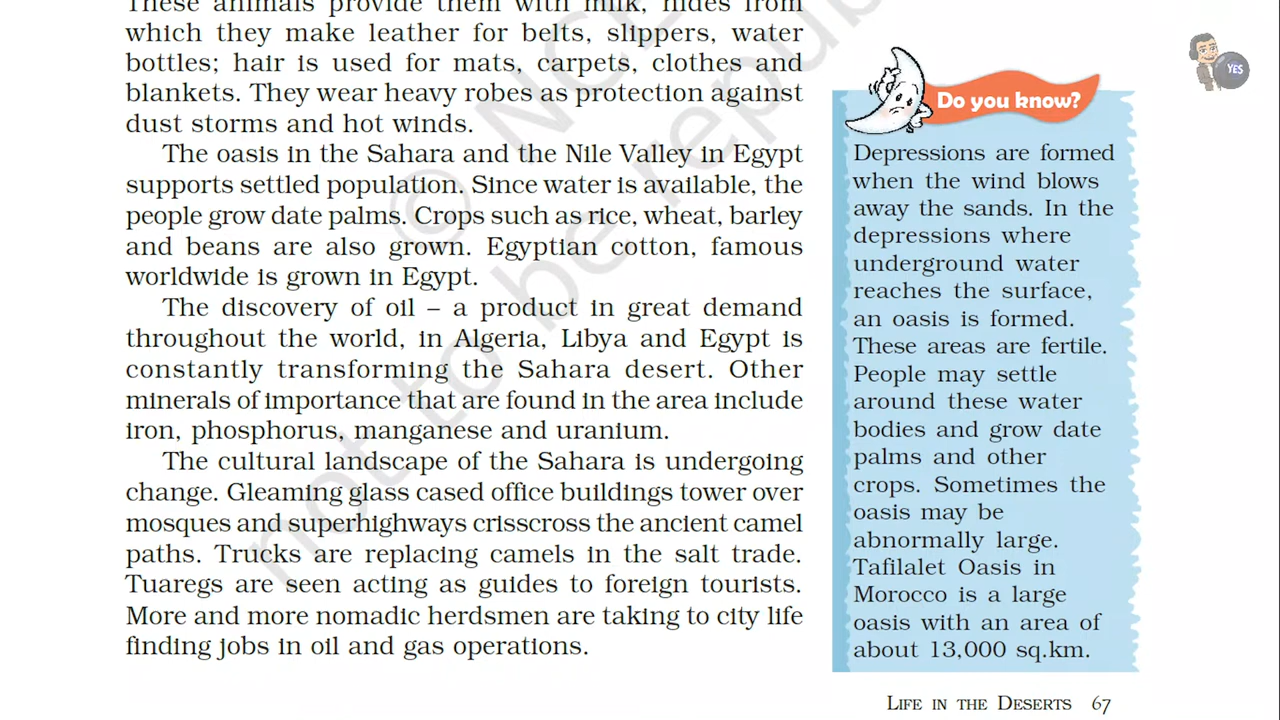 These animals provide them with milk, hides from
which they make leather for belts, slippers, water
bottles; hair is used for mats, carpets, clothes and
blankets. They wear heavy robes as protection against
dust storms and hot winds.
The oasis in the Sahara and the Nile Valley in Egypt
supports settled population. Since water is available, the
people grow date palms. Crops such as rice, wheat, barley
and beans are also grown. Egyptian cotton, famous
worldwide is grown in Egypt.
The discovery of oil – a product in great demand
throughout the world, in Algeria, Libya and Egypt is
constantly transforming the Sahara desert. Other
minerals of importance that are found in the area include
iron, phosphorus, manganese and uranium.
The cultural landscape of the Sahara is undergoing
change. Gleaming glass cased office buildings tower over
mosques and superhighways crisscross the ancient camel
paths. Trucks are replacing camels in the salt trade.
Tuaregs are seen acting as guides to foreign tourists.
More and more nomadic herdsmen are taking to city life
finding jobs in oil and gas operations.
Do you know?
Depressions are formed
when the wind blows
away the sands. In the
depressions where
underground water
reaches the surface,
an oasis is formed.
These areas are fertile.
People may settle
around these water
bodies and grow date
palms and other
crops. Sometimes the
oasis may be
abnormally large.
Tafilalet Oasis in
Morocco is a large
oasis with an area of
about 13,000 sq.km.
LIFE IN THE DESERTS 67
YES
© NCE
not to be republ